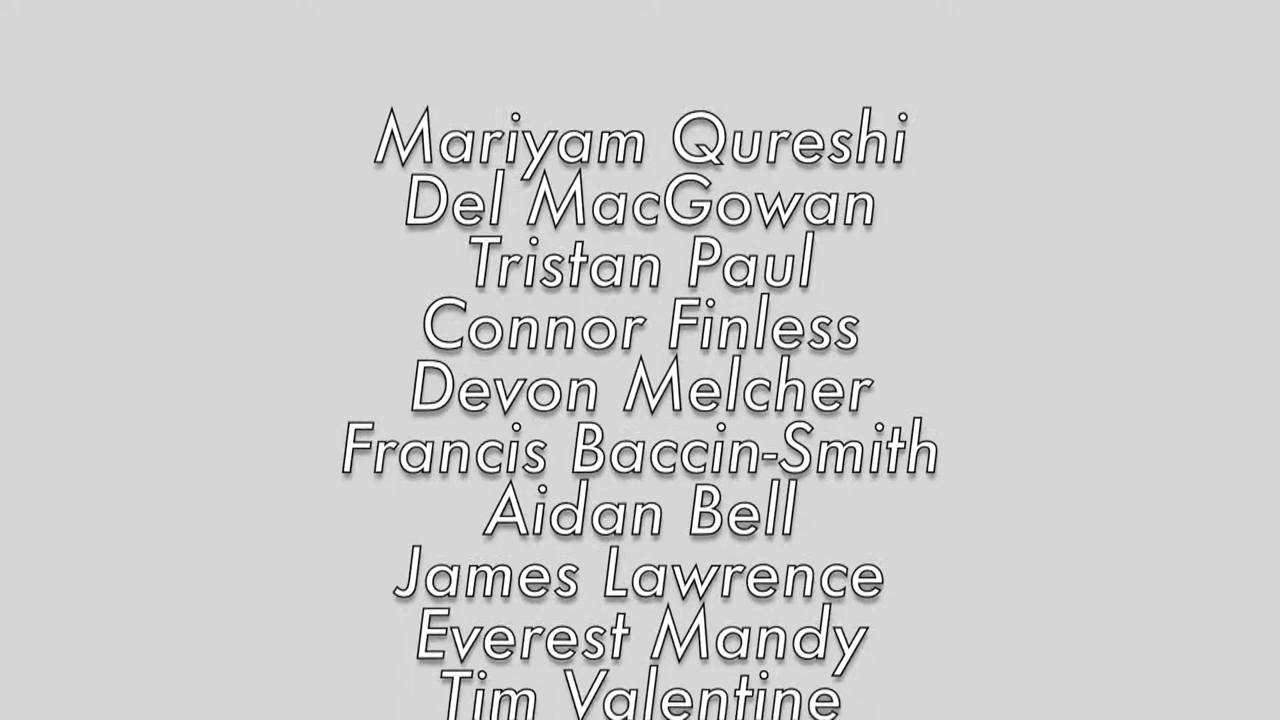 Mariyam Qureshi
Del MacGowan
Tristan Paul
Connor Finless
Devon Melcher
Francis Baccin-Smith
Aidan Bell
James Lawrence
Everest Mandy
Tim Valentine